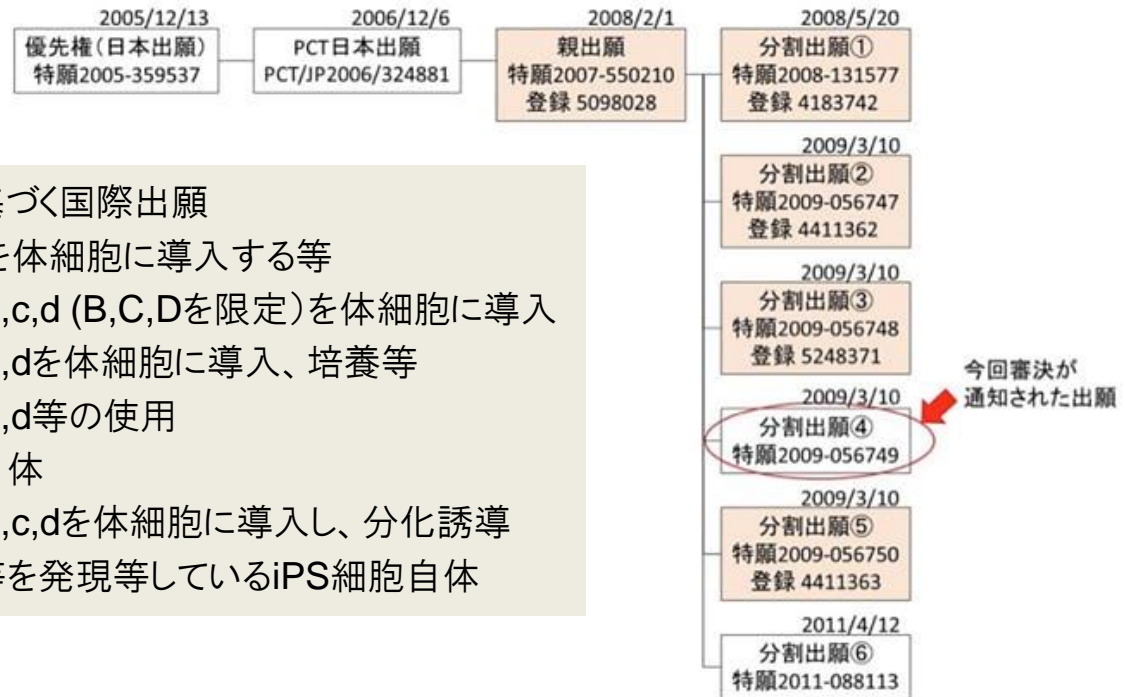 2005/12/13
優先権(日本出願)
特願2005-359537
2006/12/6
PCT日本出願
PCT/JP2006/324881
2008/2/1
親出願
特願2007-550210
登録 5098028
2008/5/20
分割出願①
特願2008-131577
登録 4183742
2009/3/10
分割出願②
特願2009-056747
登録 4411362
2009/3/10
分割出願③
特願2009-056748
登録 5248371
2009/3/10
分割出願④
特願2009-056749
今回審決が
通知された出願
2009/3/10
分割出願⑤
特願2009-056750
登録 4411363
2011/4/12
分割出願⑥
特願2011-088113
づく国際出願
を体細胞に導入する等
,c,d (B,C,Dを限定)を体細胞に導入
,dを体細胞に導入、培養等
,d等の使用
体
,c,dを体細胞に導入し、分化誘導
等を発現等しているiPS細胞自体